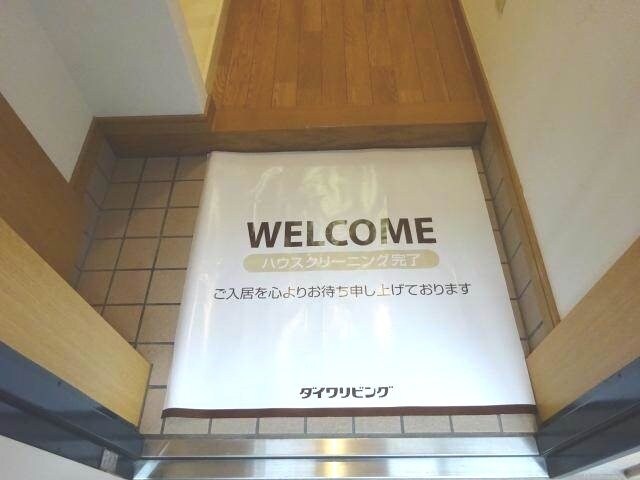 WELCOME
ハウスクリーニング完了
ご入居を心よりお待ち申し上げております
ダイワリビング